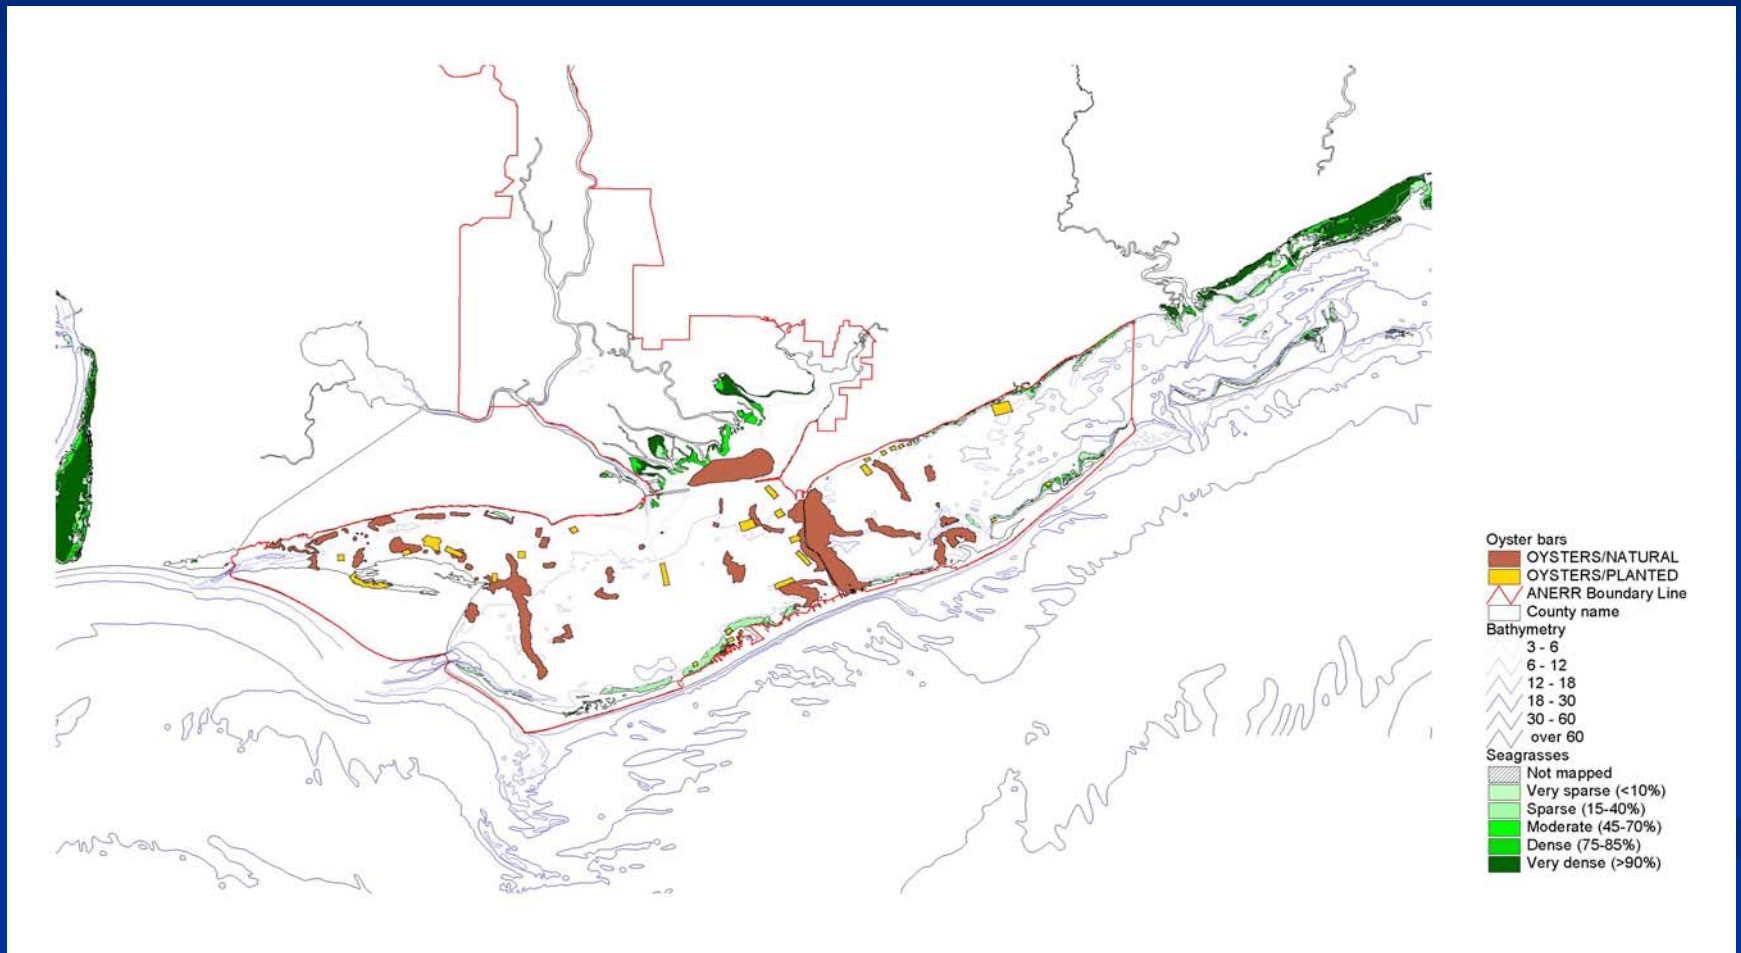 Oyster bars
OYSTERS/NATURAL
OYSTERS/PLANTED
ANERR Boundary Line
County name
Bathymetry
3 - 6
6 - 12
12 - 18
18 - 30
30 - 60
over 60
Seagrasses
Not mapped
Very sparse (<10%)
Sparse (15-40%)
Moderate (45-70%)
Dense (75-85%)
Very dense (>90%)